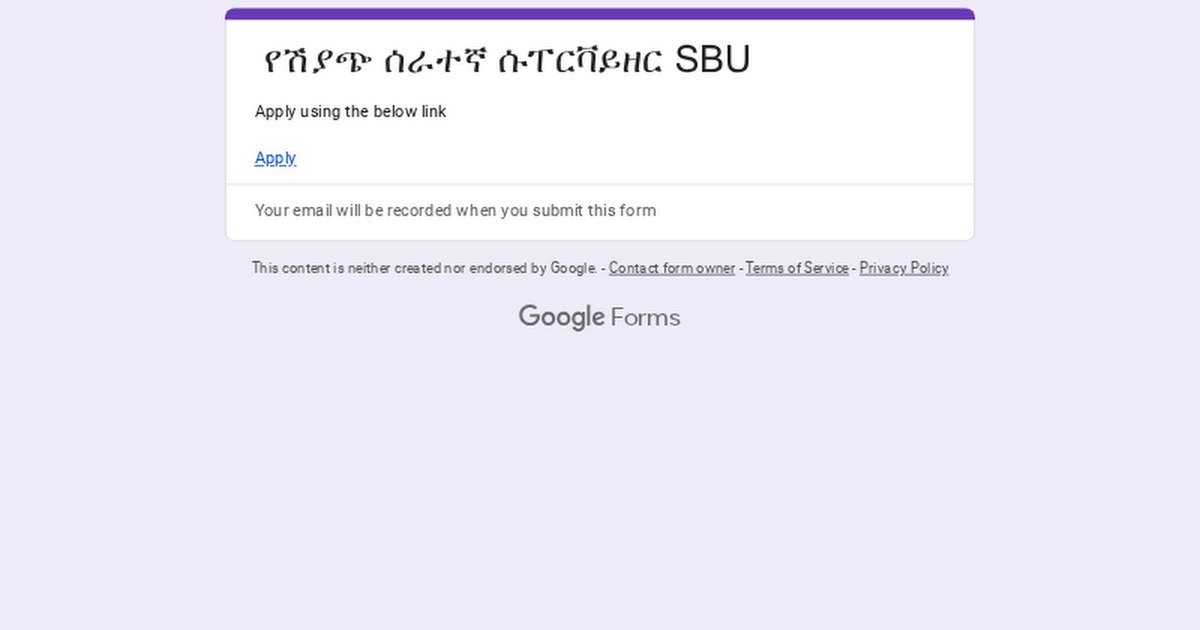 የሽያጭ ሰራተኛ ሱፐርቫይዘር SBU
Apply using the below link
Apply
Your email will be recorded when you submit this form
This content is neither created nor endorsed by Google. - Contact form owner - Terms of Service - Privacy Policy
Google Forms